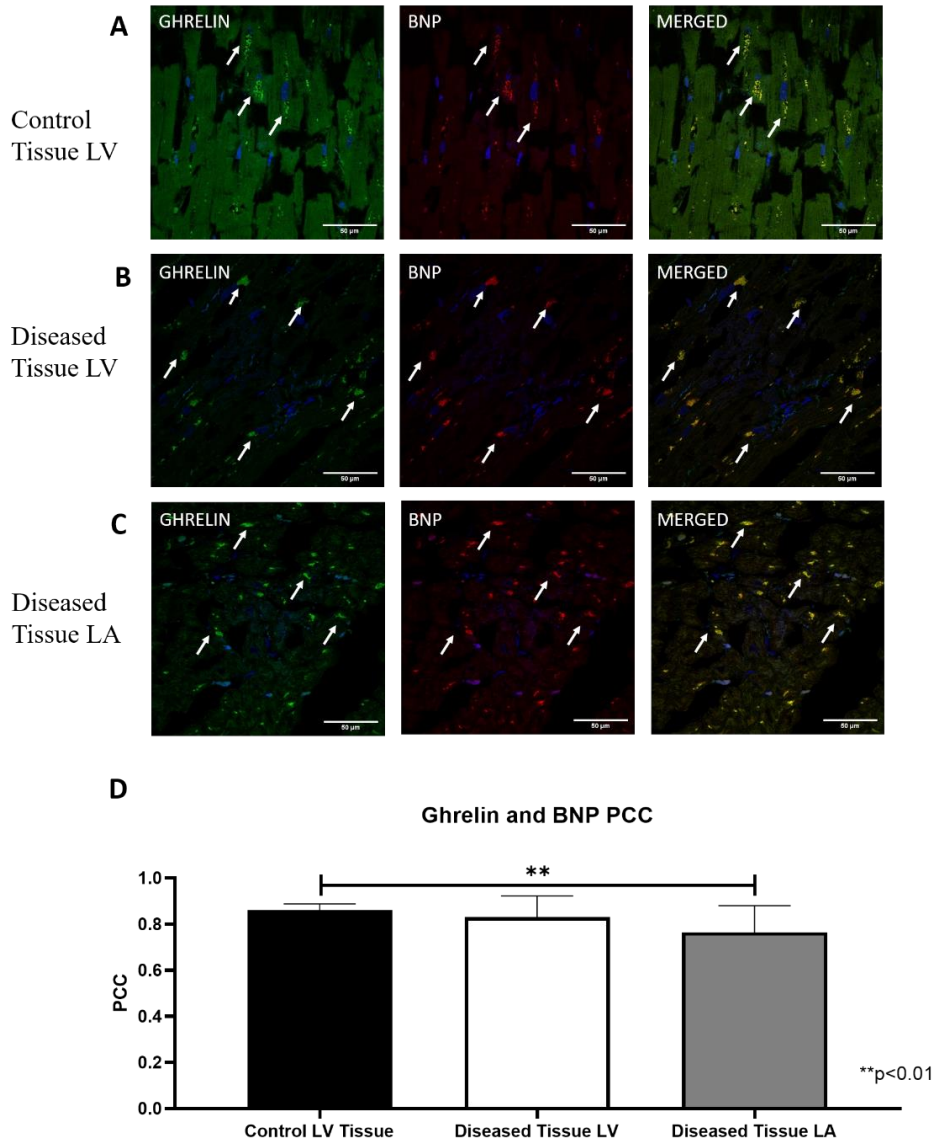 A
GHRELIN
BNP
MERGED
Control
Tissue LV
50 µm
50 µm
50 µm
B
GHRELIN
BNP
MERGED
Diseased
Tissue LV
50 µm
50 µm
50 µm
C
GHRELIN
BNP
MERGED
Diseased
Tissue LA
50 µm
50 µm
50 µm
D
Ghrelin and BNP PCC
**
1.0
0.8
0.6
0.4
0.2
0.0
PCC
**p<0.01
Control LV Tissue
Diseased Tissue LV
Diseased Tissue LA